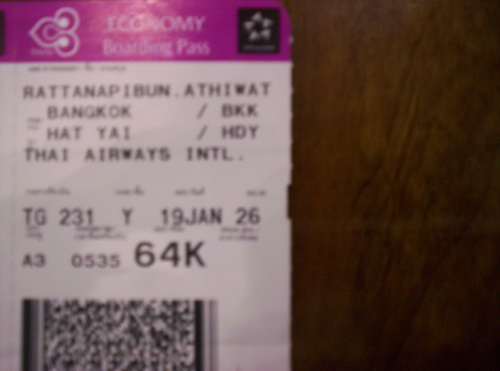 ECONOMY
Boarding Pass
RATTANAPIBUN.ATHIWAT
BANGKOK / BKK
HAT YAI / HDY
THAI AIRWAYS INTL.
TG 231 Y 19JAN 26
A3 0535 64K